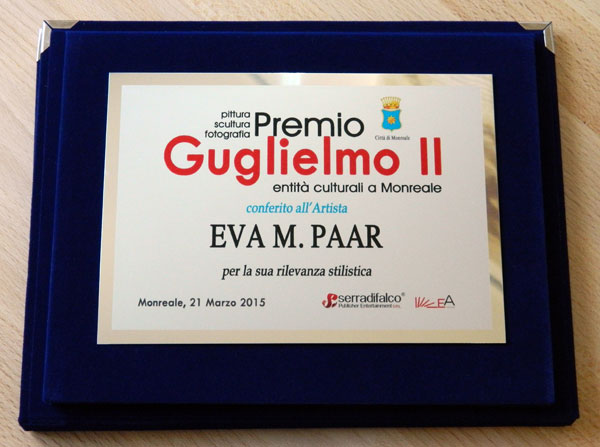 pittura
scultura
fotografia
Premio
Città di Monreale
Guglielmo II
entità culturali a Monreale
conferito all'Artista
EVA M. PAAR
per la sua rilevanza stilistica
Monreale, 21 Marzo 2015
serradifalco®
Publisher Entertainment
EA